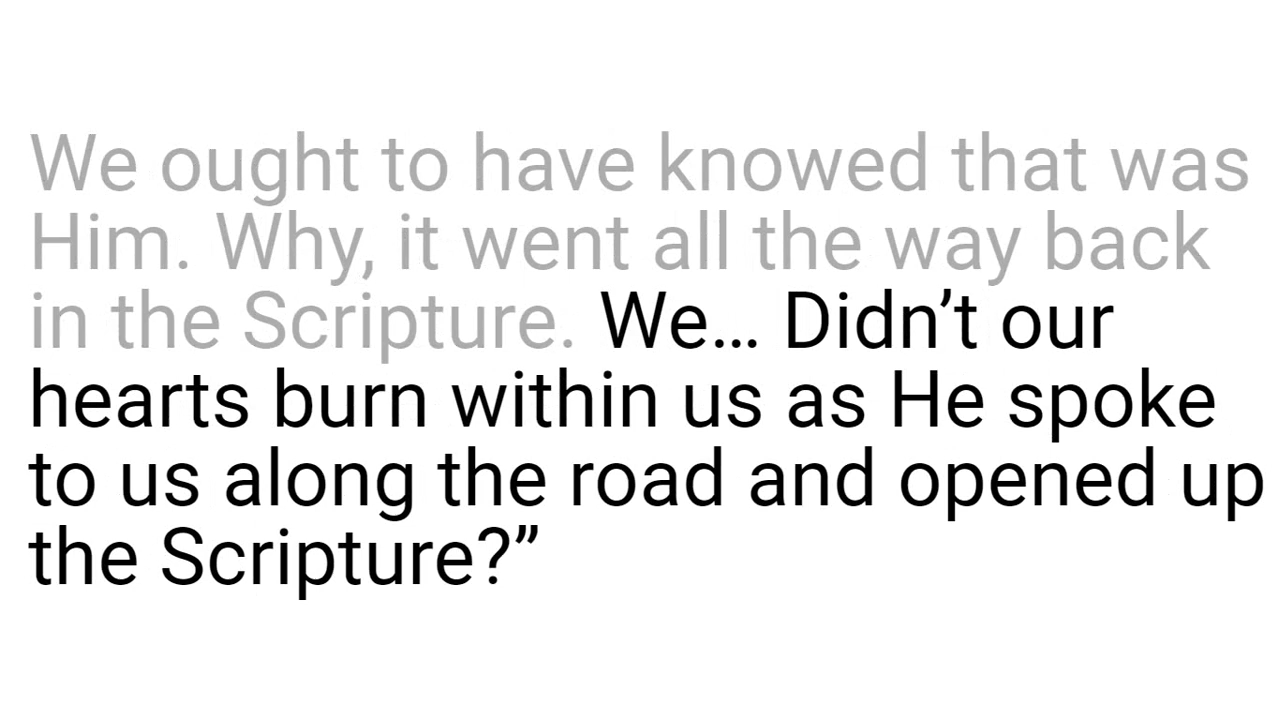 We ought to have knowed that was
Him. Why, it went all the way back
in the Scripture. We… Didn’t our
hearts burn within us as He spoke
to us along the road and opened up
the Scripture?”